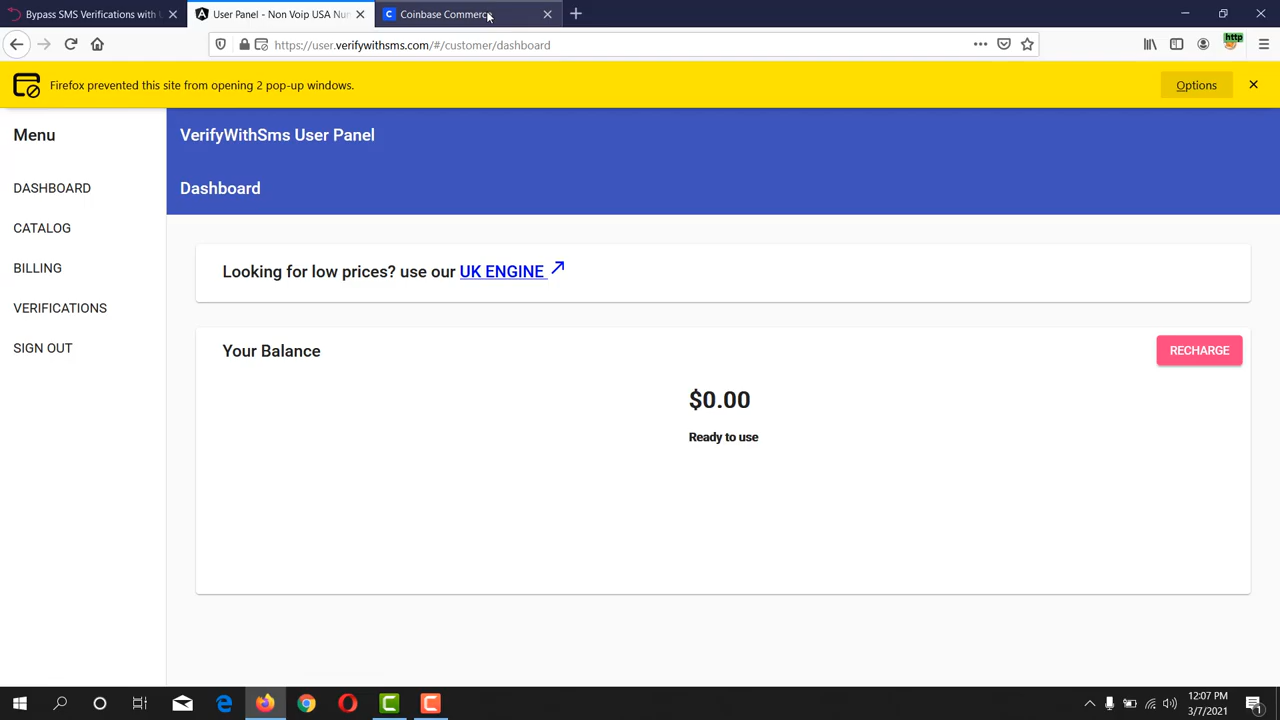 Bypass SMS Verifications with U
User Panel - Non Voip USA Num
Coinbase Commerce
https://user.verifywithsms.com/#/customer/dashboard
http
Firefox prevented this site from opening 2 pop-up windows.
Options
Menu
VerifyWithSms User Panel
DASHBOARD
Dashboard
CATALOG
BILLING
VERIFICATIONS
SIGN OUT
Looking for low prices? use our UK ENGINE
Your Balance
RECHARGE
$0.00
Ready to use
12:07 PM
3/7/2021
1